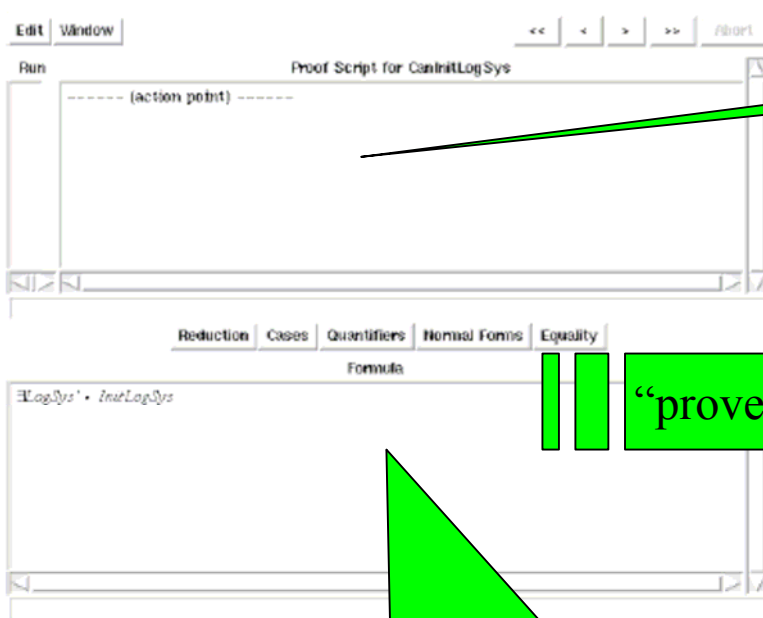 Edit Window << < > >> Abort
Run Proof Script for CanInitLogSys
------ (action point) ------
Reduction Cases Quantifiers Normal Forms Equality
Formula
∃LogSys' • InitLogSys
“prove